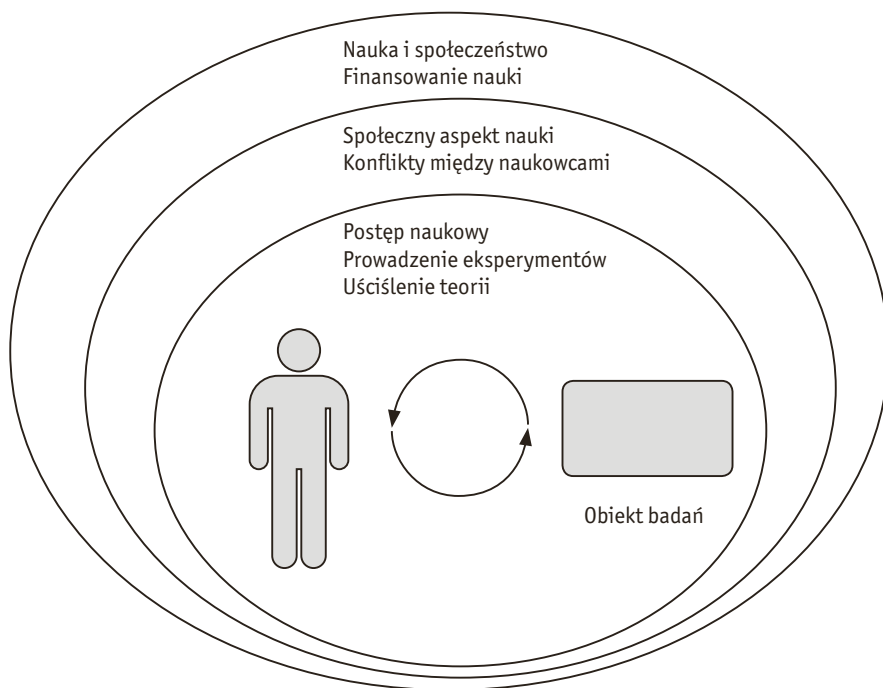 Nauka i społeczeństwo
Finansowanie nauki
Społeczny aspekt nauki
Konflikty między naukowcami
Postęp naukowy
Prowadzenie eksperymentów
Uściślenie teorii
Obiekt badań